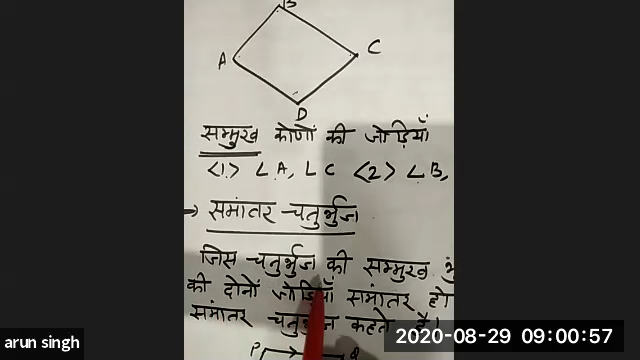 B
A
C
D
सम्मुख कोणों की जोड़ियाँ
<1> ∠A, ∠C <2> ∠B,
→ समांतर चतुर्भुज
जिस चतुर्भुज की सम्मुख
की दोनों जोड़ियाँ समांतर हो
समांतर चतुर्भुज कहते है।
P
arun singh
2020-08-29 09:00:57